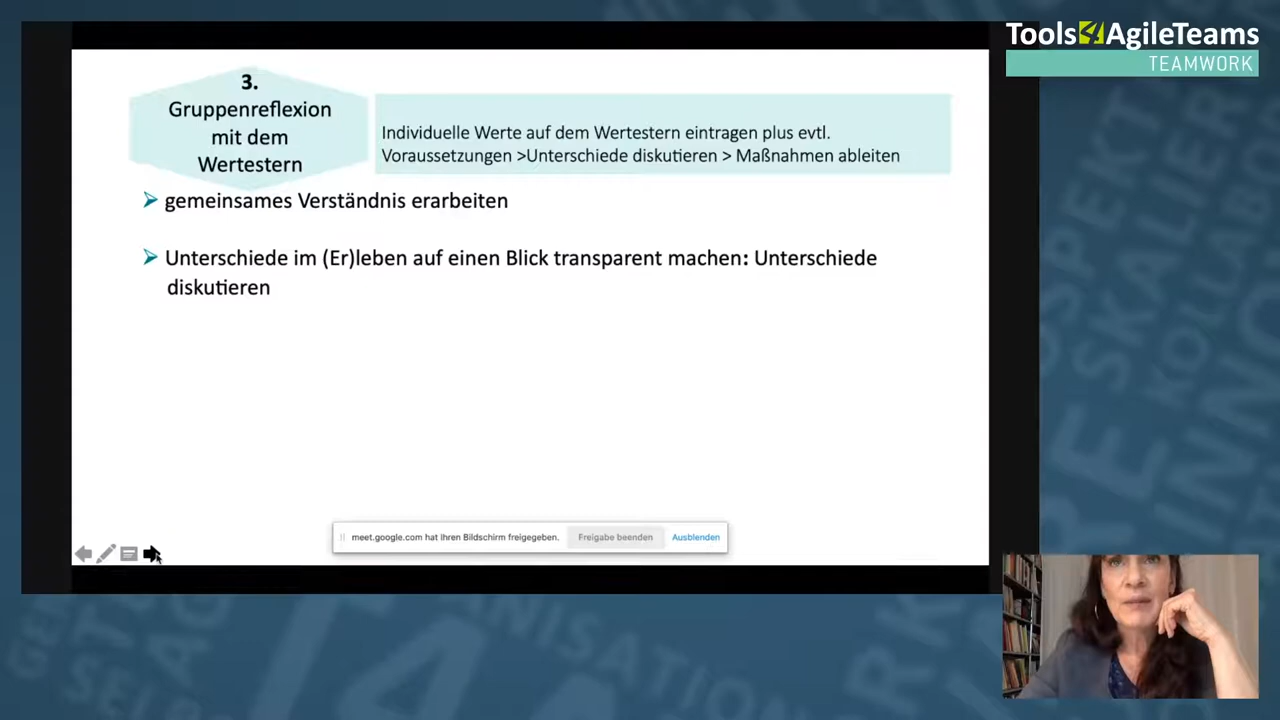 Tools4AgileTeams
TEAMWORK
3.
Gruppenreflexion
mit dem
Wertestern
Individuelle Werte auf dem Wertestern eintragen plus evtl.
Voraussetzungen >Unterschiede diskutieren > Maßnahmen ableiten
gemeinsames Verständnis erarbeiten
Unterschiede im (Er)leben auf einen Blick transparent machen: Unterschiede
diskutieren
meet.google.com hat Ihren Bildschirm freigegeben.
Freigabe beenden
Ausblenden